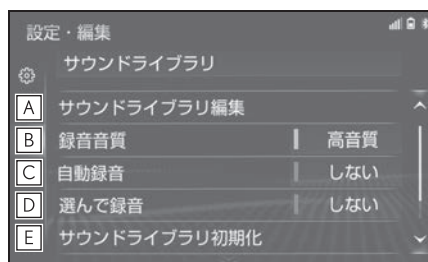 設定・編集
サウンドライブラリ
A サウンドライブラリ編集
B 録音音質 高音質
C 自動録音 しない
D 選んで録音 しない
E サウンドライブラリ初期化